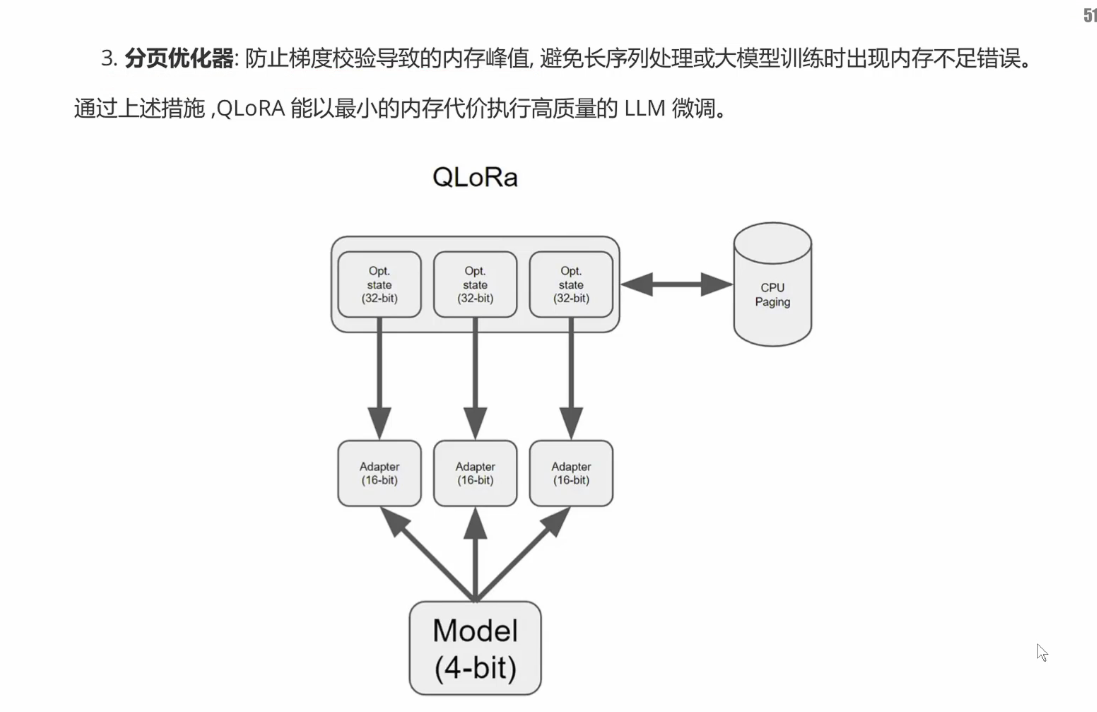 51
3. 分页优化器: 防止梯度校验导致的内存峰值, 避免长序列处理或大模型训练时出现内存不足错误。
通过上述措施 ,QLoRA 能以最小的内存代价执行高质量的 LLM 微调。
QLoRa
Opt.
state
(32-bit)
Opt.
state
(32-bit)
Opt.
state
(32-bit)
CPU
Paging
Adapter
(16-bit)
Adapter
(16-bit)
Adapter
(16-bit)
Model
(4-bit)